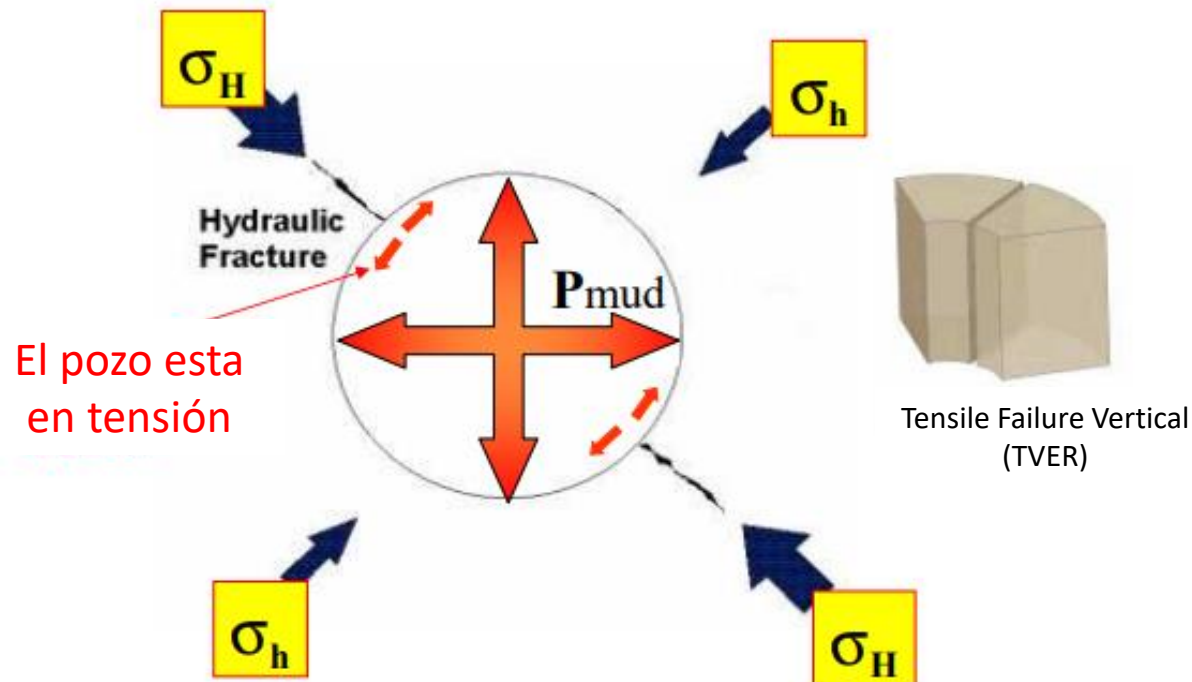 σH
σh
Hydraulic
Fracture
Pmud
El pozo esta
en tensión
Tensile Failure Vertical
(TVER)
σh
σH